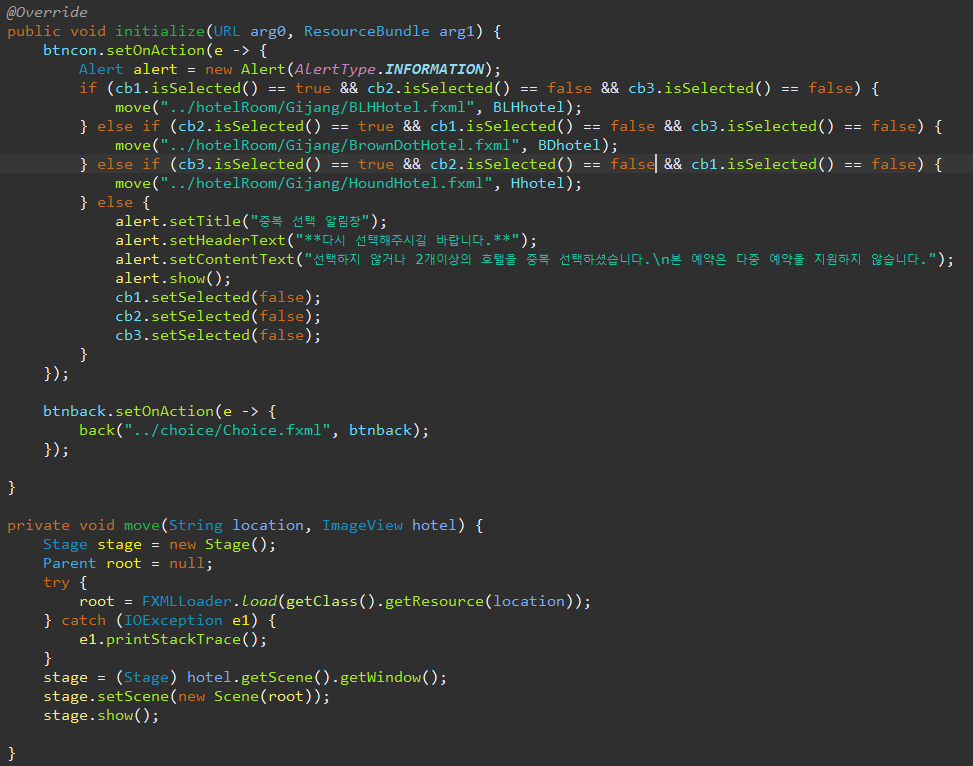 @Override
public void initialize(URL arg0, ResourceBundle arg1) {
    btncon.setOnAction(e -> {
        Alert alert = new Alert(AlertType.INFORMATION);
        if (cb1.isSelected() == true && cb2.isSelected() == false && cb3.isSelected() == false) {
            move("../hotelRoom/Gijang/BLHHotel.fxml", BLHhotel);
        } else if (cb2.isSelected() == true && cb1.isSelected() == false && cb3.isSelected() == false) {
            move("../hotelRoom/Gijang/BrownDotHotel.fxml", BDhotel);
        } else if (cb3.isSelected() == true && cb2.isSelected() == false && cb1.isSelected() == false) {
            move("../hotelRoom/Gijang/HoundHotel.fxml", Hhotel);
        } else {
            alert.setTitle("중복 선택 알림창");
            alert.setHeaderText("**다시 선택해주시길 바랍니다.**");
            alert.setContentText("선택하지 않거나 2개이상의 호텔을 중복 선택하셨습니다.\n본 예약은 다중 예약을 지원하지 않습니다.");
            alert.show();
            cb1.setSelected(false);
            cb2.setSelected(false);
            cb3.setSelected(false);
        }
    });
    btnback.setOnAction(e -> {
        back("../choice/Choice.fxml", btnback);
    });
}
private void move(String location, ImageView hotel) {
    Stage stage = new Stage();
    Parent root = null;
    try {
        root = FXMLLoader.load(getClass().getResource(location));
    } catch (IOException e1) {
        e1.printStackTrace();
    }
    stage = (Stage) hotel.getScene().getWindow();
    stage.setScene(new Scene(root));
    stage.show();
}